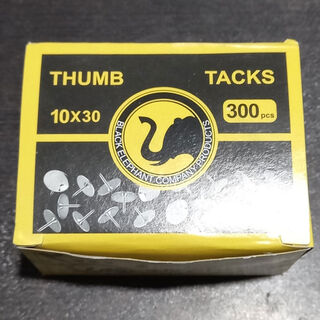 THUMB TACKS
10X30
300 pcs
BLACK ELEPHANT COMPANY PRODUCTS